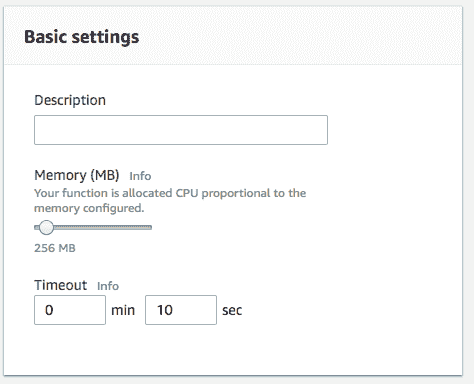 Basic settings
Description
Memory (MB) Info
Your function is allocated CPU proportional to the
memory configured.
256 MB
Timeout Info
0 min 10 sec